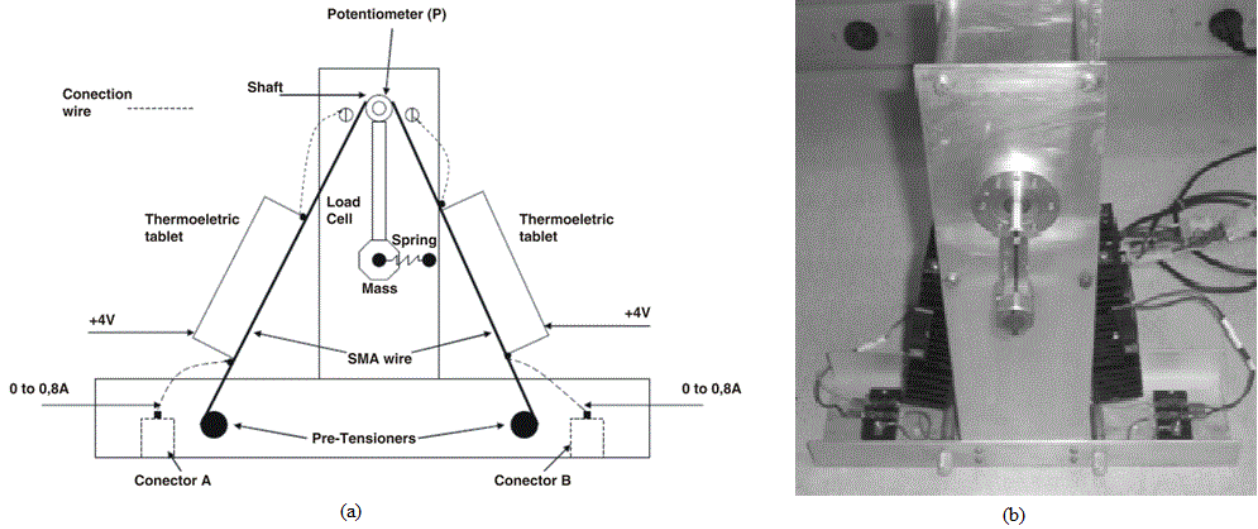 Potentiometer (P)
Shaft
Conection
wire
Load
Cell
Thermoeletric
tablet
Thermoeletric
tablet
Spring
Mass
+4V
+4V
SMA wire
0 to 0,8A
0 to 0,8A
Pre-Tensioners
Conector A
Conector B
(a)
(b)